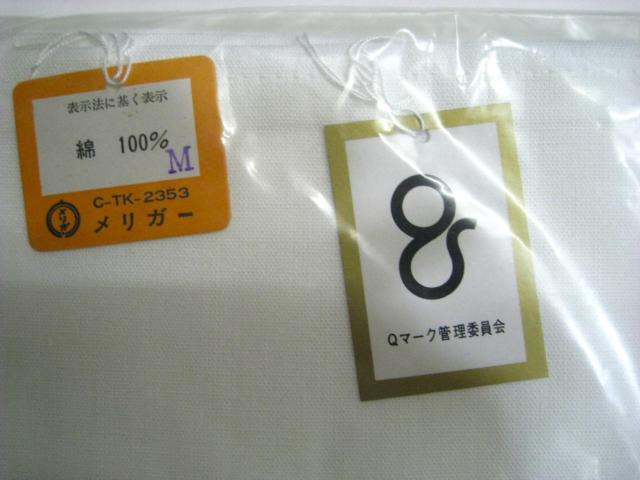 表示法に基く表示
綿 100%
M
C-TK-2353
メリガー
Qマーク管理委員会